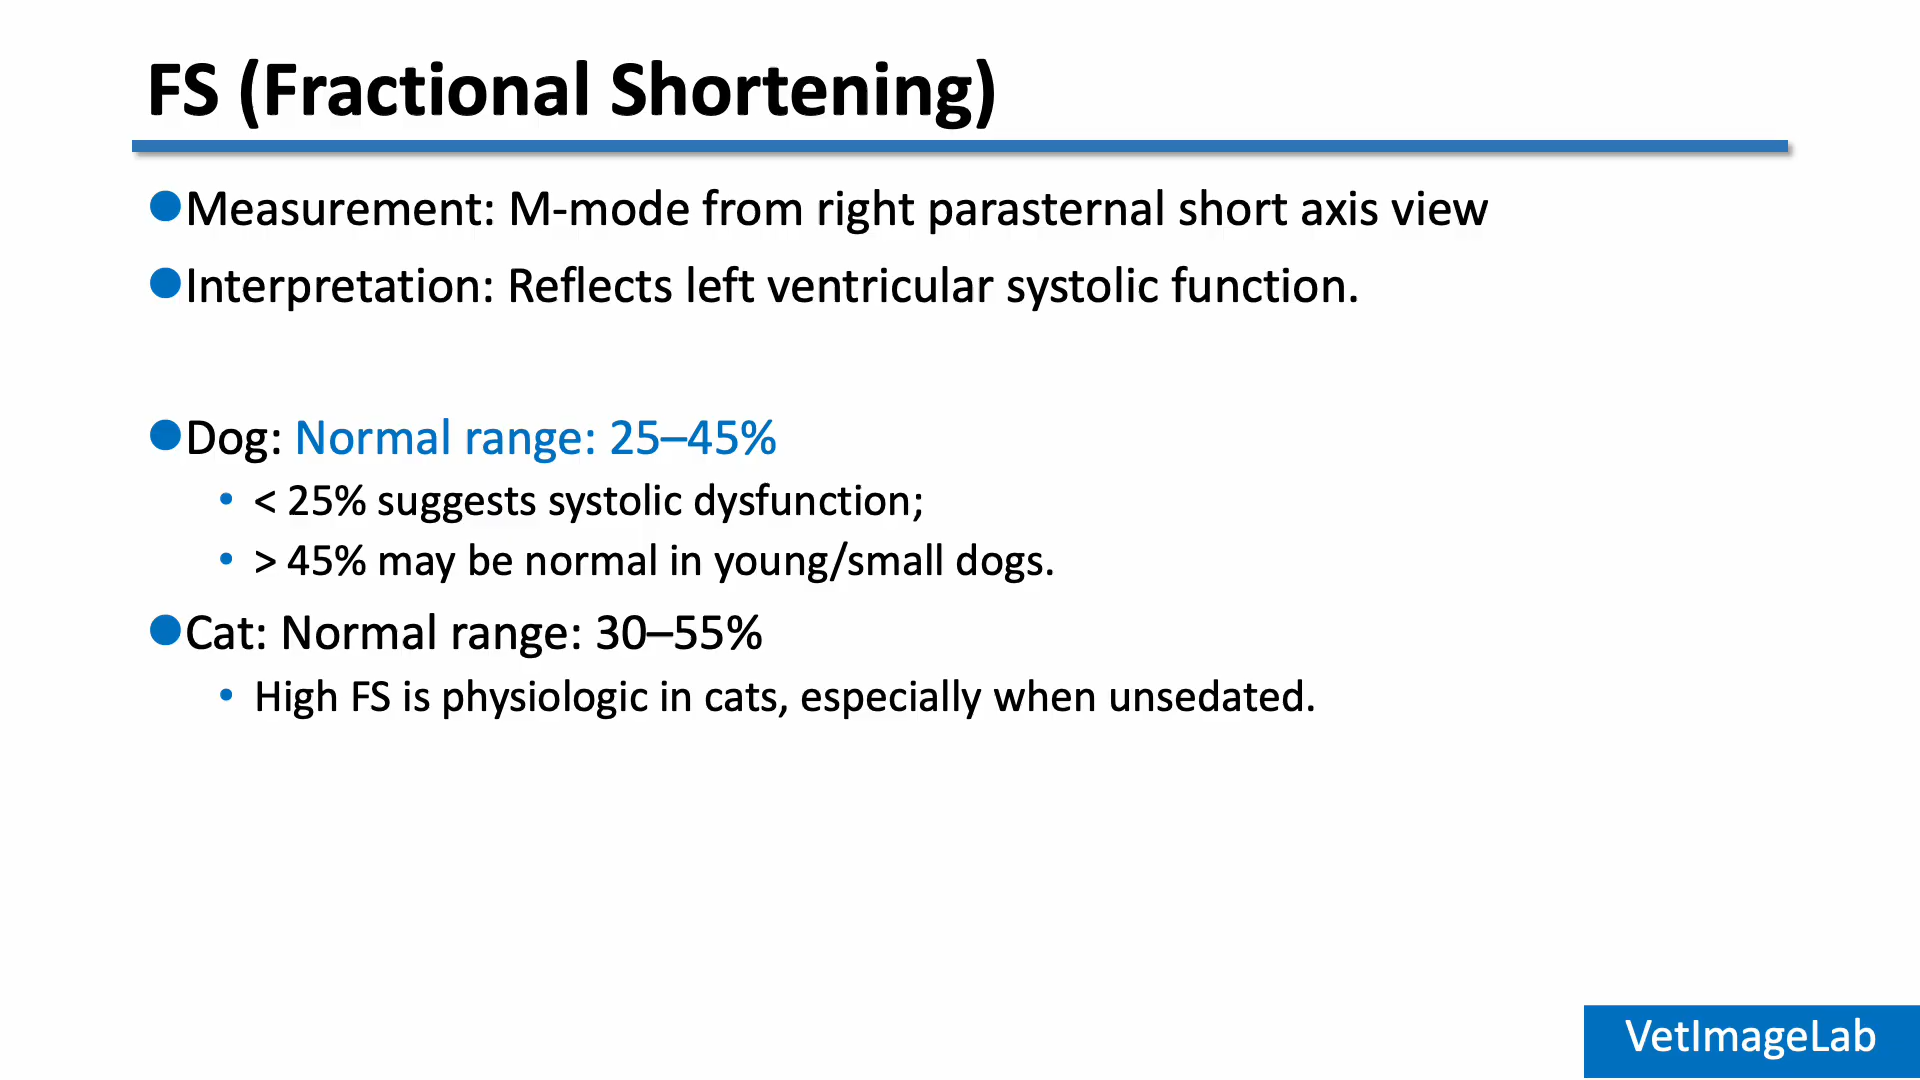 FS (Fractional Shortening)
●Measurement: M-mode from right parasternal short axis view
●Interpretation: Reflects left ventricular systolic function.
●Dog: Normal range: 25–45%
• < 25% suggests systolic dysfunction;
• > 45% may be normal in young/small dogs.
●Cat: Normal range: 30–55%
• High FS is physiologic in cats, especially when unsedated.
VetImageLab